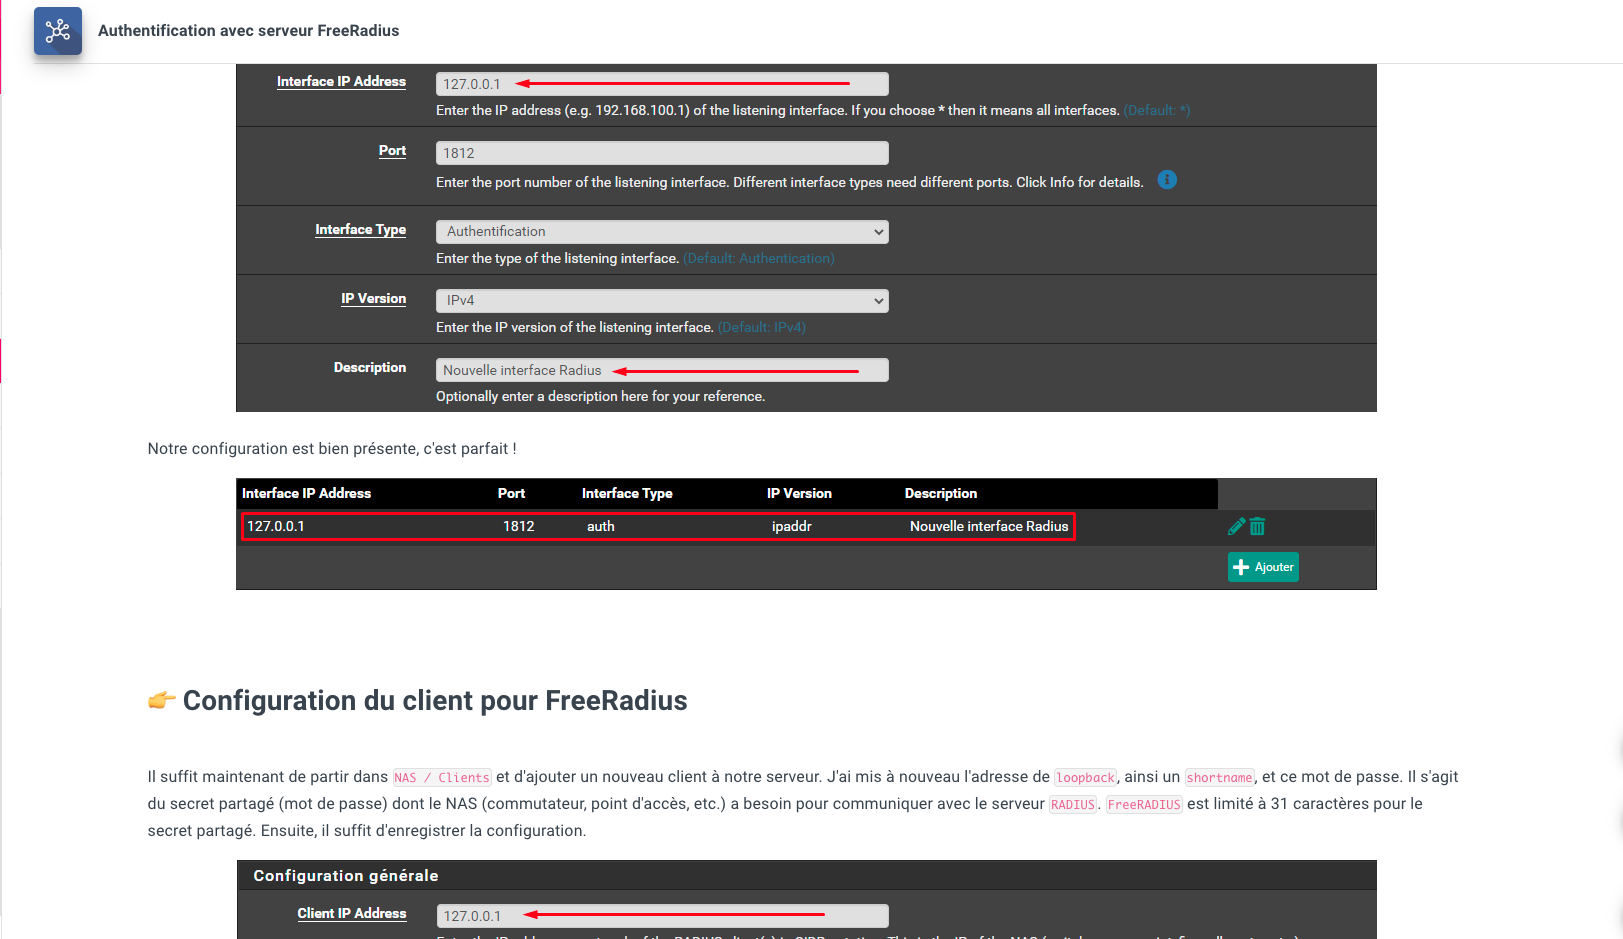 Authentification avec serveur FreeRadius
Interface IP Address
127.0.0.1
Enter the IP address (e.g. 192.168.100.1) of the listening interface. If you choose * then it means all interfaces. (Default: *)
Port
1812
Enter the port number of the listening interface. Different interface types need different ports. Click Info for details.
Interface Type
Authentification
Enter the type of the listening interface. (Default: Authentication)
IP Version
IPv4
Enter the IP version of the listening interface. (Default: IPv4)
Description
Nouvelle interface Radius
Optionally enter a description here for your reference.
Notre configuration est bien présente, c'est parfait !
Interface IP Address Port Interface Type IP Version Description
127.0.0.1 1812 auth ipaddr Nouvelle interface Radius
Ajouter
👉 Configuration du client pour FreeRadius
Il suffit maintenant de partir dans NAS / Clients et d'ajouter un nouveau client à notre serveur. J'ai mis à nouveau l'adresse de loopback, ainsi un shortname, et ce mot de passe. Il s'agit
du secret partagé (mot de passe) dont le NAS (commutateur, point d'accès, etc.) a besoin pour communiquer avec le serveur RADIUS. FreeRADIUS est limité à 31 caractères pour le
secret partagé. Ensuite, il suffit d'enregistrer la configuration.
Configuration générale
Client IP Address
127.0.0.1